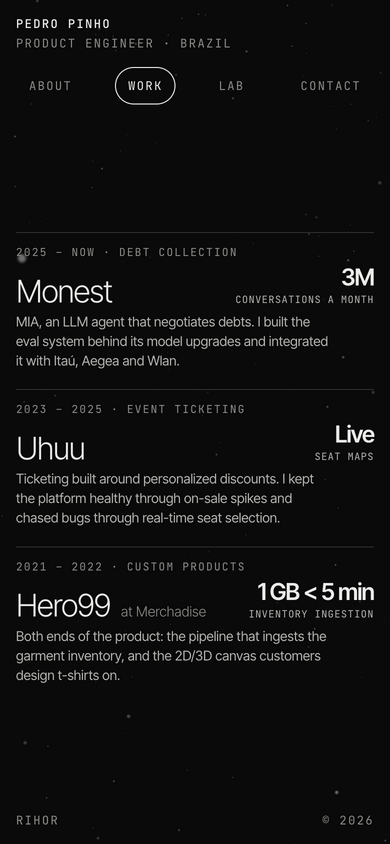 PEDRO PINHO
PRODUCT ENGINEER · BRAZIL
ABOUT WORK LAB CONTACT
2025 – NOW · DEBT COLLECTION
Monest
3M
CONVERSATIONS A MONTH
MIA, an LLM agent that negotiates debts. I built the
eval system behind its model upgrades and integrated
it with Itaú, Aegea and Wlan.
2023 – 2025 · EVENT TICKETING
Uhuu
Live
SEAT MAPS
Ticketing built around personalized discounts. I kept
the platform healthy through on-sale spikes and
chased bugs through real-time seat selection.
2021 – 2022 · CUSTOM PRODUCTS
Hero99 at Merchadise
1 GB < 5 min
INVENTORY INGESTION
Both ends of the product: the pipeline that ingests the
garment inventory, and the 2D/3D canvas customers
design t-shirts on.
RIHOR © 2026